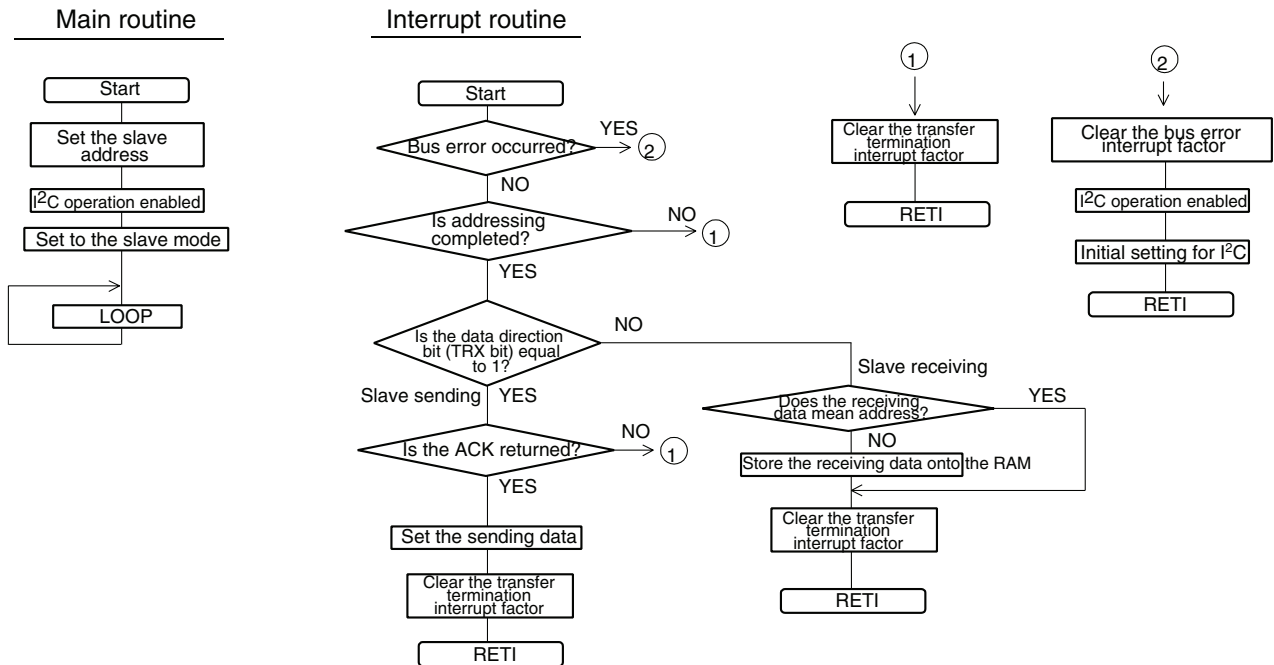 Main routine
Start
Set the slave
address
I²C operation enabled
Set to the slave mode
LOOP
Interrupt routine
Start
Bus error occurred?
YES
2
NO
Is addressing
completed?
NO
1
YES
Is the data direction
bit (TRX bit) equal
to 1?
NO
Slave sending
YES
Is the ACK returned?
NO
1
YES
Set the sending data
Clear the transfer
termination
interrupt factor
RETI
Slave receiving
Does the receiving
data mean address?
YES
NO
Store the receiving data onto the RAM
Clear the transfer
termination
interrupt factor
RETI
1
Clear the transfer
termination
interrupt factor
RETI
2
Clear the bus error
interrupt factor
I²C operation enabled
Initial setting for I²C
RETI